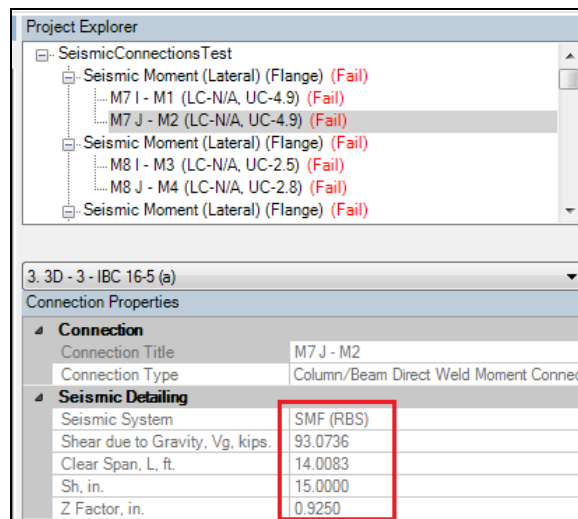 Project Explorer
SeismicConnectionsTest
Seismic Moment (Lateral) (Flange) (Fail)
M7 I - M1 (LC-N/A, UC-4.9) (Fail)
M7 J - M2 (LC-N/A, UC-4.9) (Fail)
Seismic Moment (Lateral) (Flange) (Fail)
M8 I - M3 (LC-N/A, UC-2.5) (Fail)
M8 J - M4 (LC-N/A, UC-2.8) (Fail)
Seismic Moment (Lateral) (Flange) (Fail)
3. 3D - 3 - IBC 16-5 (a)
Connection Properties
Connection
Connection Title M7 J - M2
Connection Type Column/Beam Direct Weld Moment Connec
Seismic Detailing
Seismic System SMF (RBS)
Shear due to Gravity, Vg, kips. 93.0736
Clear Span, L, ft. 14.0083
Sh, in. 15.0000
Z Factor, in. 0.9250